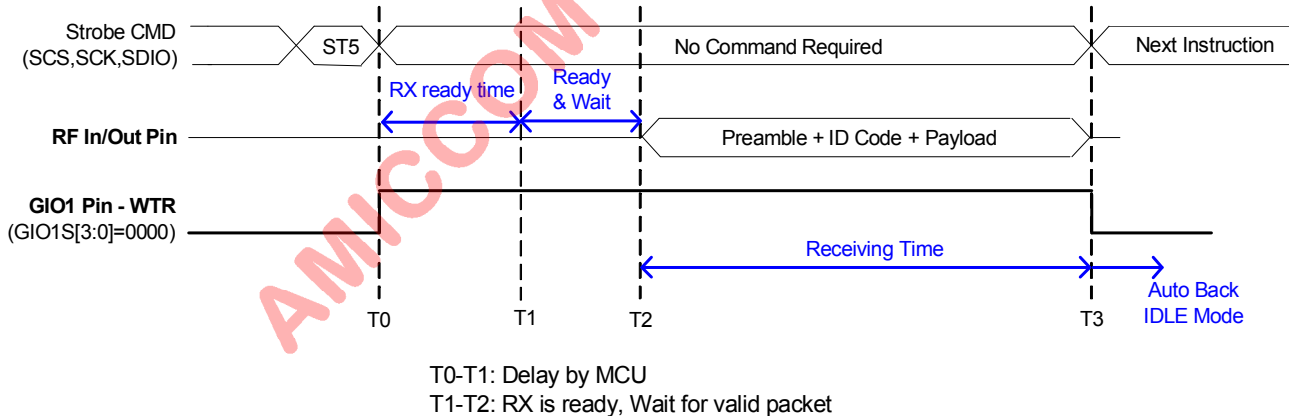 Strobe CMD
(SCS,SCK,SDIO)
ST5
No Command Required
Next Instruction
RX ready time
Ready
& Wait
RF In/Out Pin
Preamble + ID Code + Payload
GIO1 Pin - WTR
(GIO1S[3:0]=0000)
Receiving Time
Auto Back
IDLE Mode
T0
T1
T2
T3
AMICCOM
T0-T1: Delay by MCU
T1-T2: RX is ready, Wait for valid packet